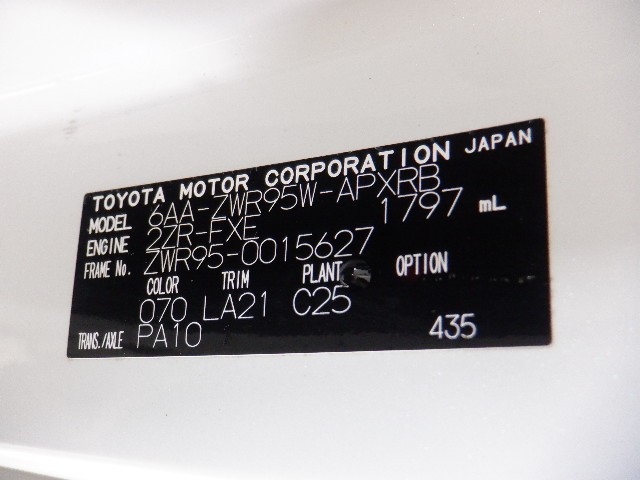 TOYOTA MOTOR CORPORATION JAPAN
MODEL 6AA-ZWR95W-APXRB
ENGINE 2ZR-FXE 1797 mL
FRAME No. ZWR95-0015627
COLOR TRIM PLANT OPTION
070 LA21 C25
TRANS./AXLE PA10 435